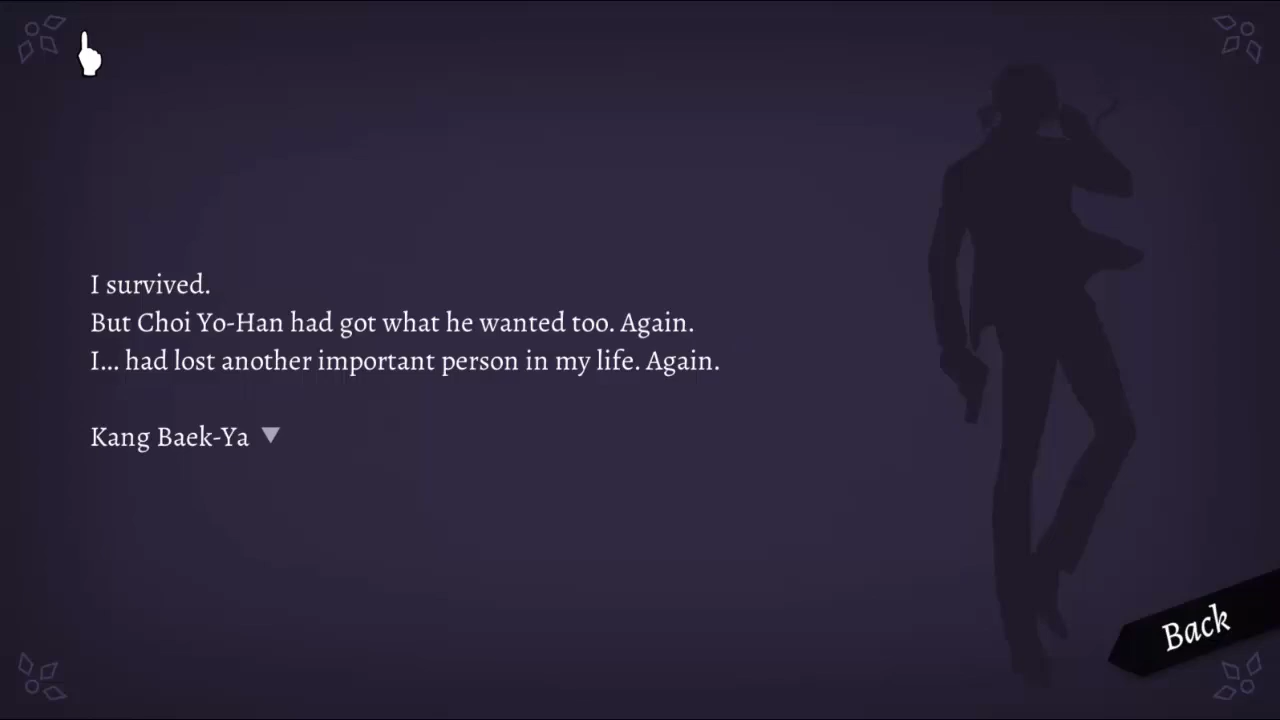 I survived.
But Choi Yo-Han had got what he wanted too. Again.
I... had lost another important person in my life. Again.
Kang Baek-Ya
Back